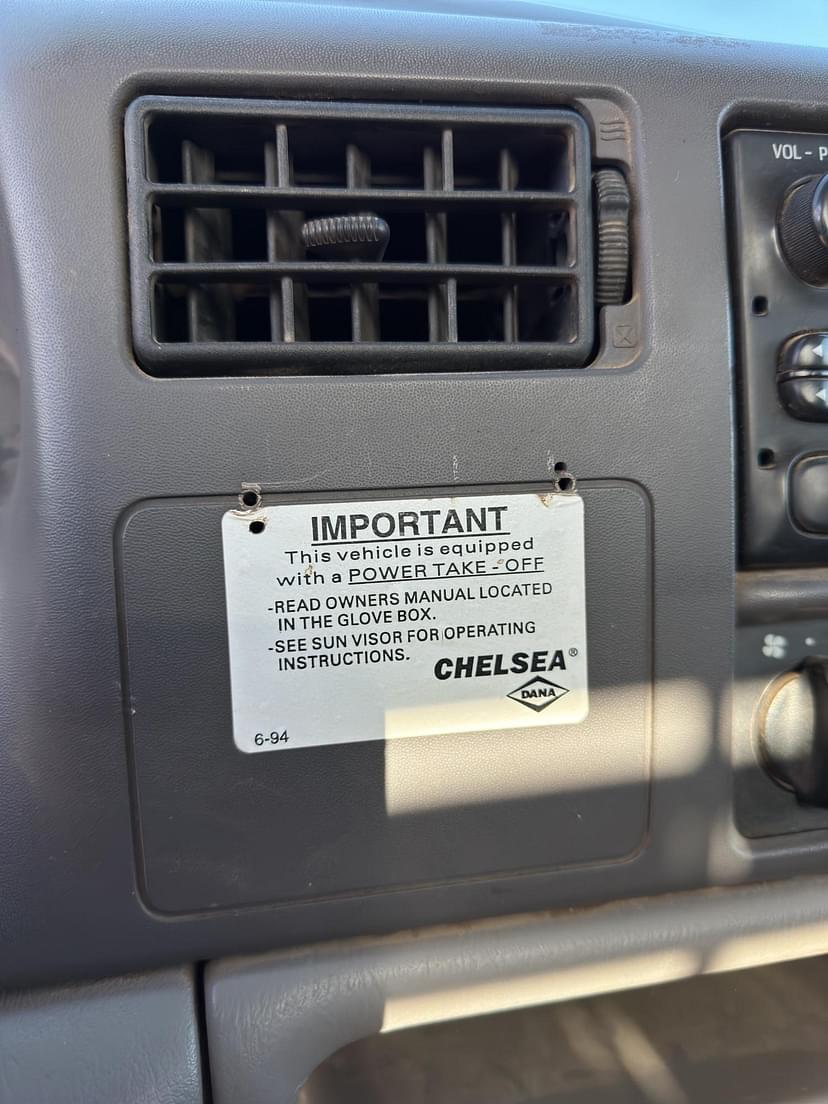 VOL - P
IMPORTANT
This vehicle is equipped
with a POWER TAKE - OFF
-READ OWNERS MANUAL LOCATED
IN THE GLOVE BOX.
-SEE SUN VISOR FOR OPERATING
INSTRUCTIONS.
CHELSEA®
DANA
6-94